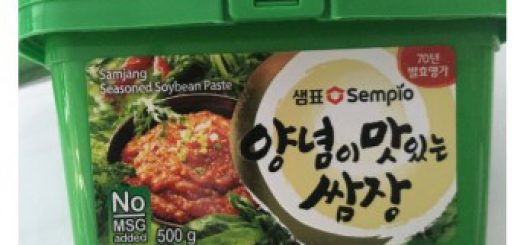 70년
발효명가
Samjang
Seasoned Soybean Paste
샘표 Sempio
양념이 맛있는
쌈장
No
MSG
added
500 g